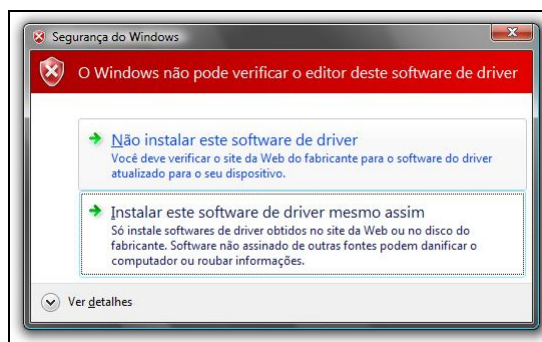 Segurança do Windows
O Windows não pode verificar o editor deste software de driver
Não instalar este software de driver
Você deve verificar o site da Web do fabricante para o software do driver
atualizado para o seu dispositivo.
Instalar este software de driver mesmo assim
Só instale softwares de driver obtidos no site da Web ou no disco do
fabricante. Software não assinado de outras fontes podem danificar o
computador ou roubar informações.
Ver detalhes